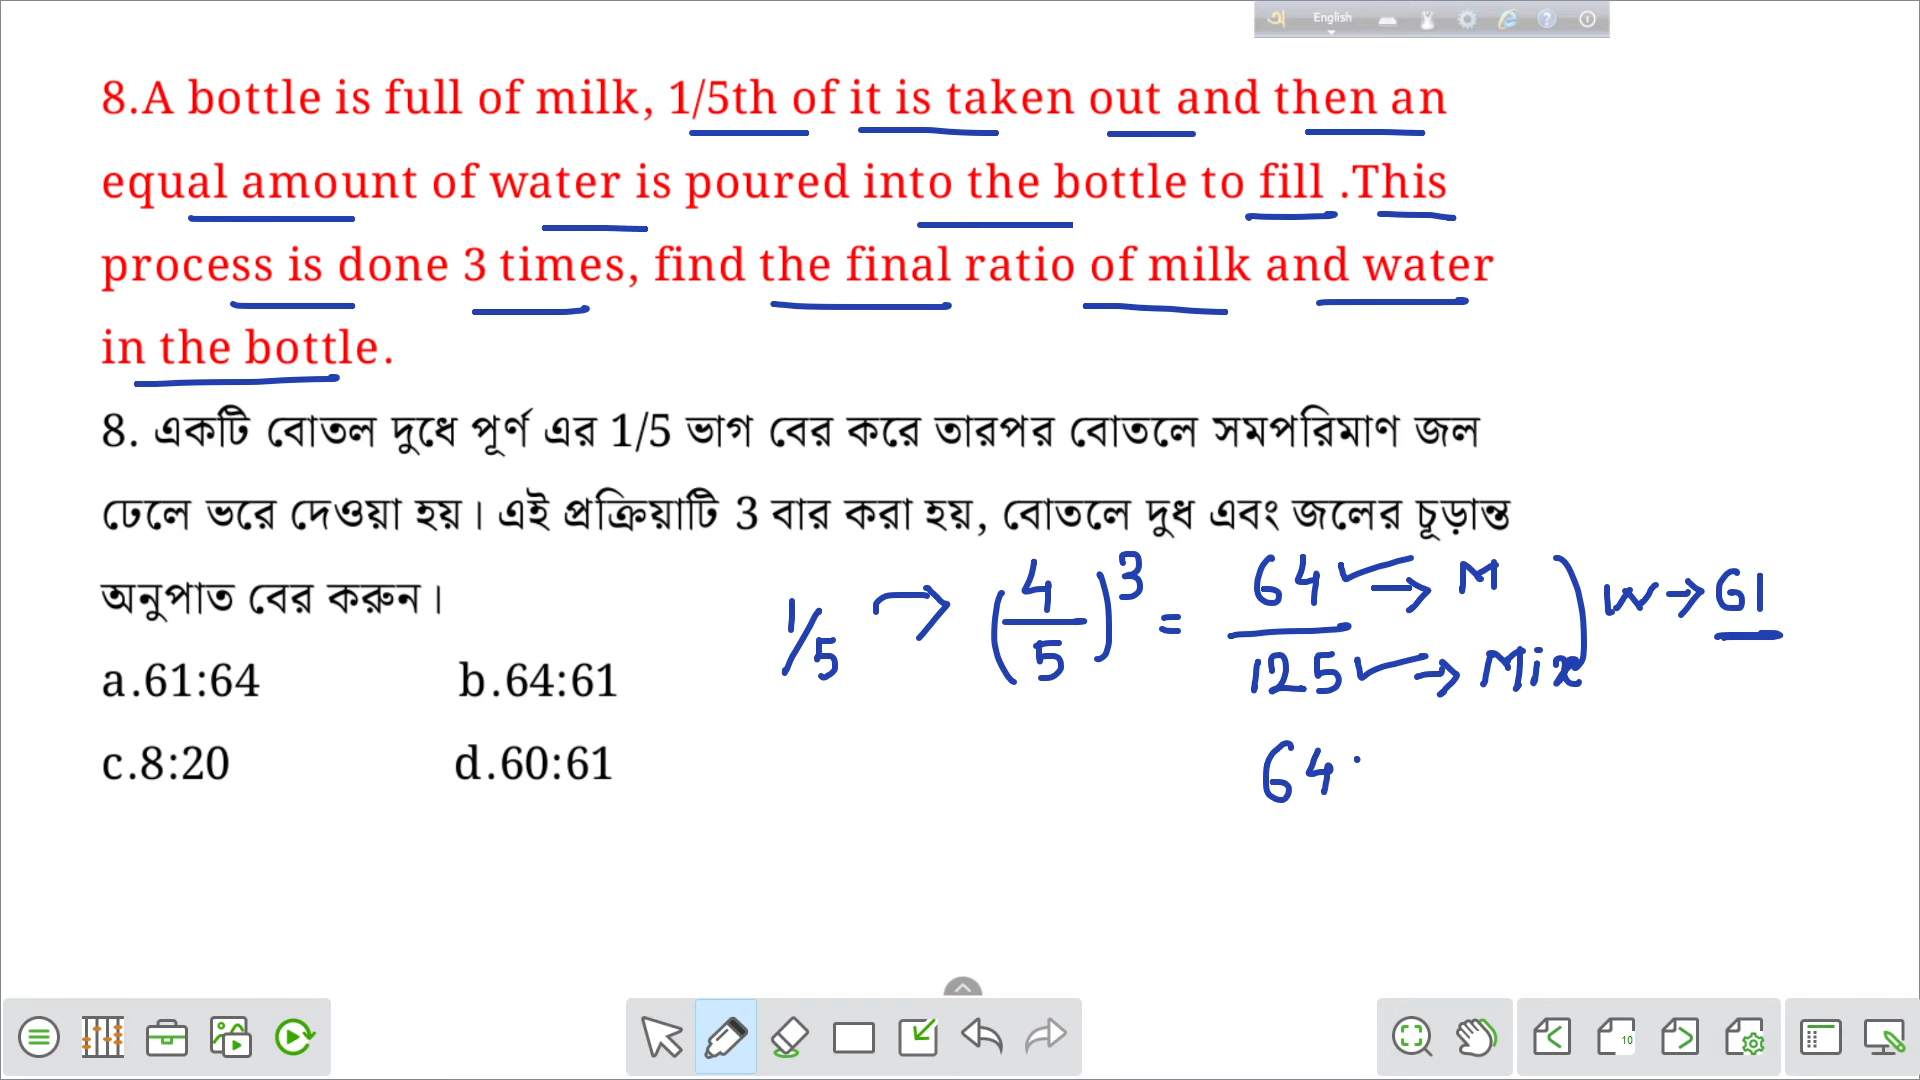 English
8.A bottle is full of milk, 1/5th of it is taken out and then an
equal amount of water is poured into the bottle to fill .This
process is done 3 times, find the final ratio of milk and water
in the bottle.
8. একটি বোতল দুধে পূর্ণ এর 1/5 ভাগ বের করে তারপর বোতলে সমপরিমাণ জল
ঢেলে ভরে দেওয়া হয়। এই প্রক্রিয়াটি 3 বার করা হয়, বোতলে দুধ এবং জলের চূড়ান্ত
অনুপাত বের করুন।
1/5 → (4/5)^3 = 64/125 → M → Mix ) W → 61
64 ·
a.61:64 b.64:61
c.8:20 d.60:61
10